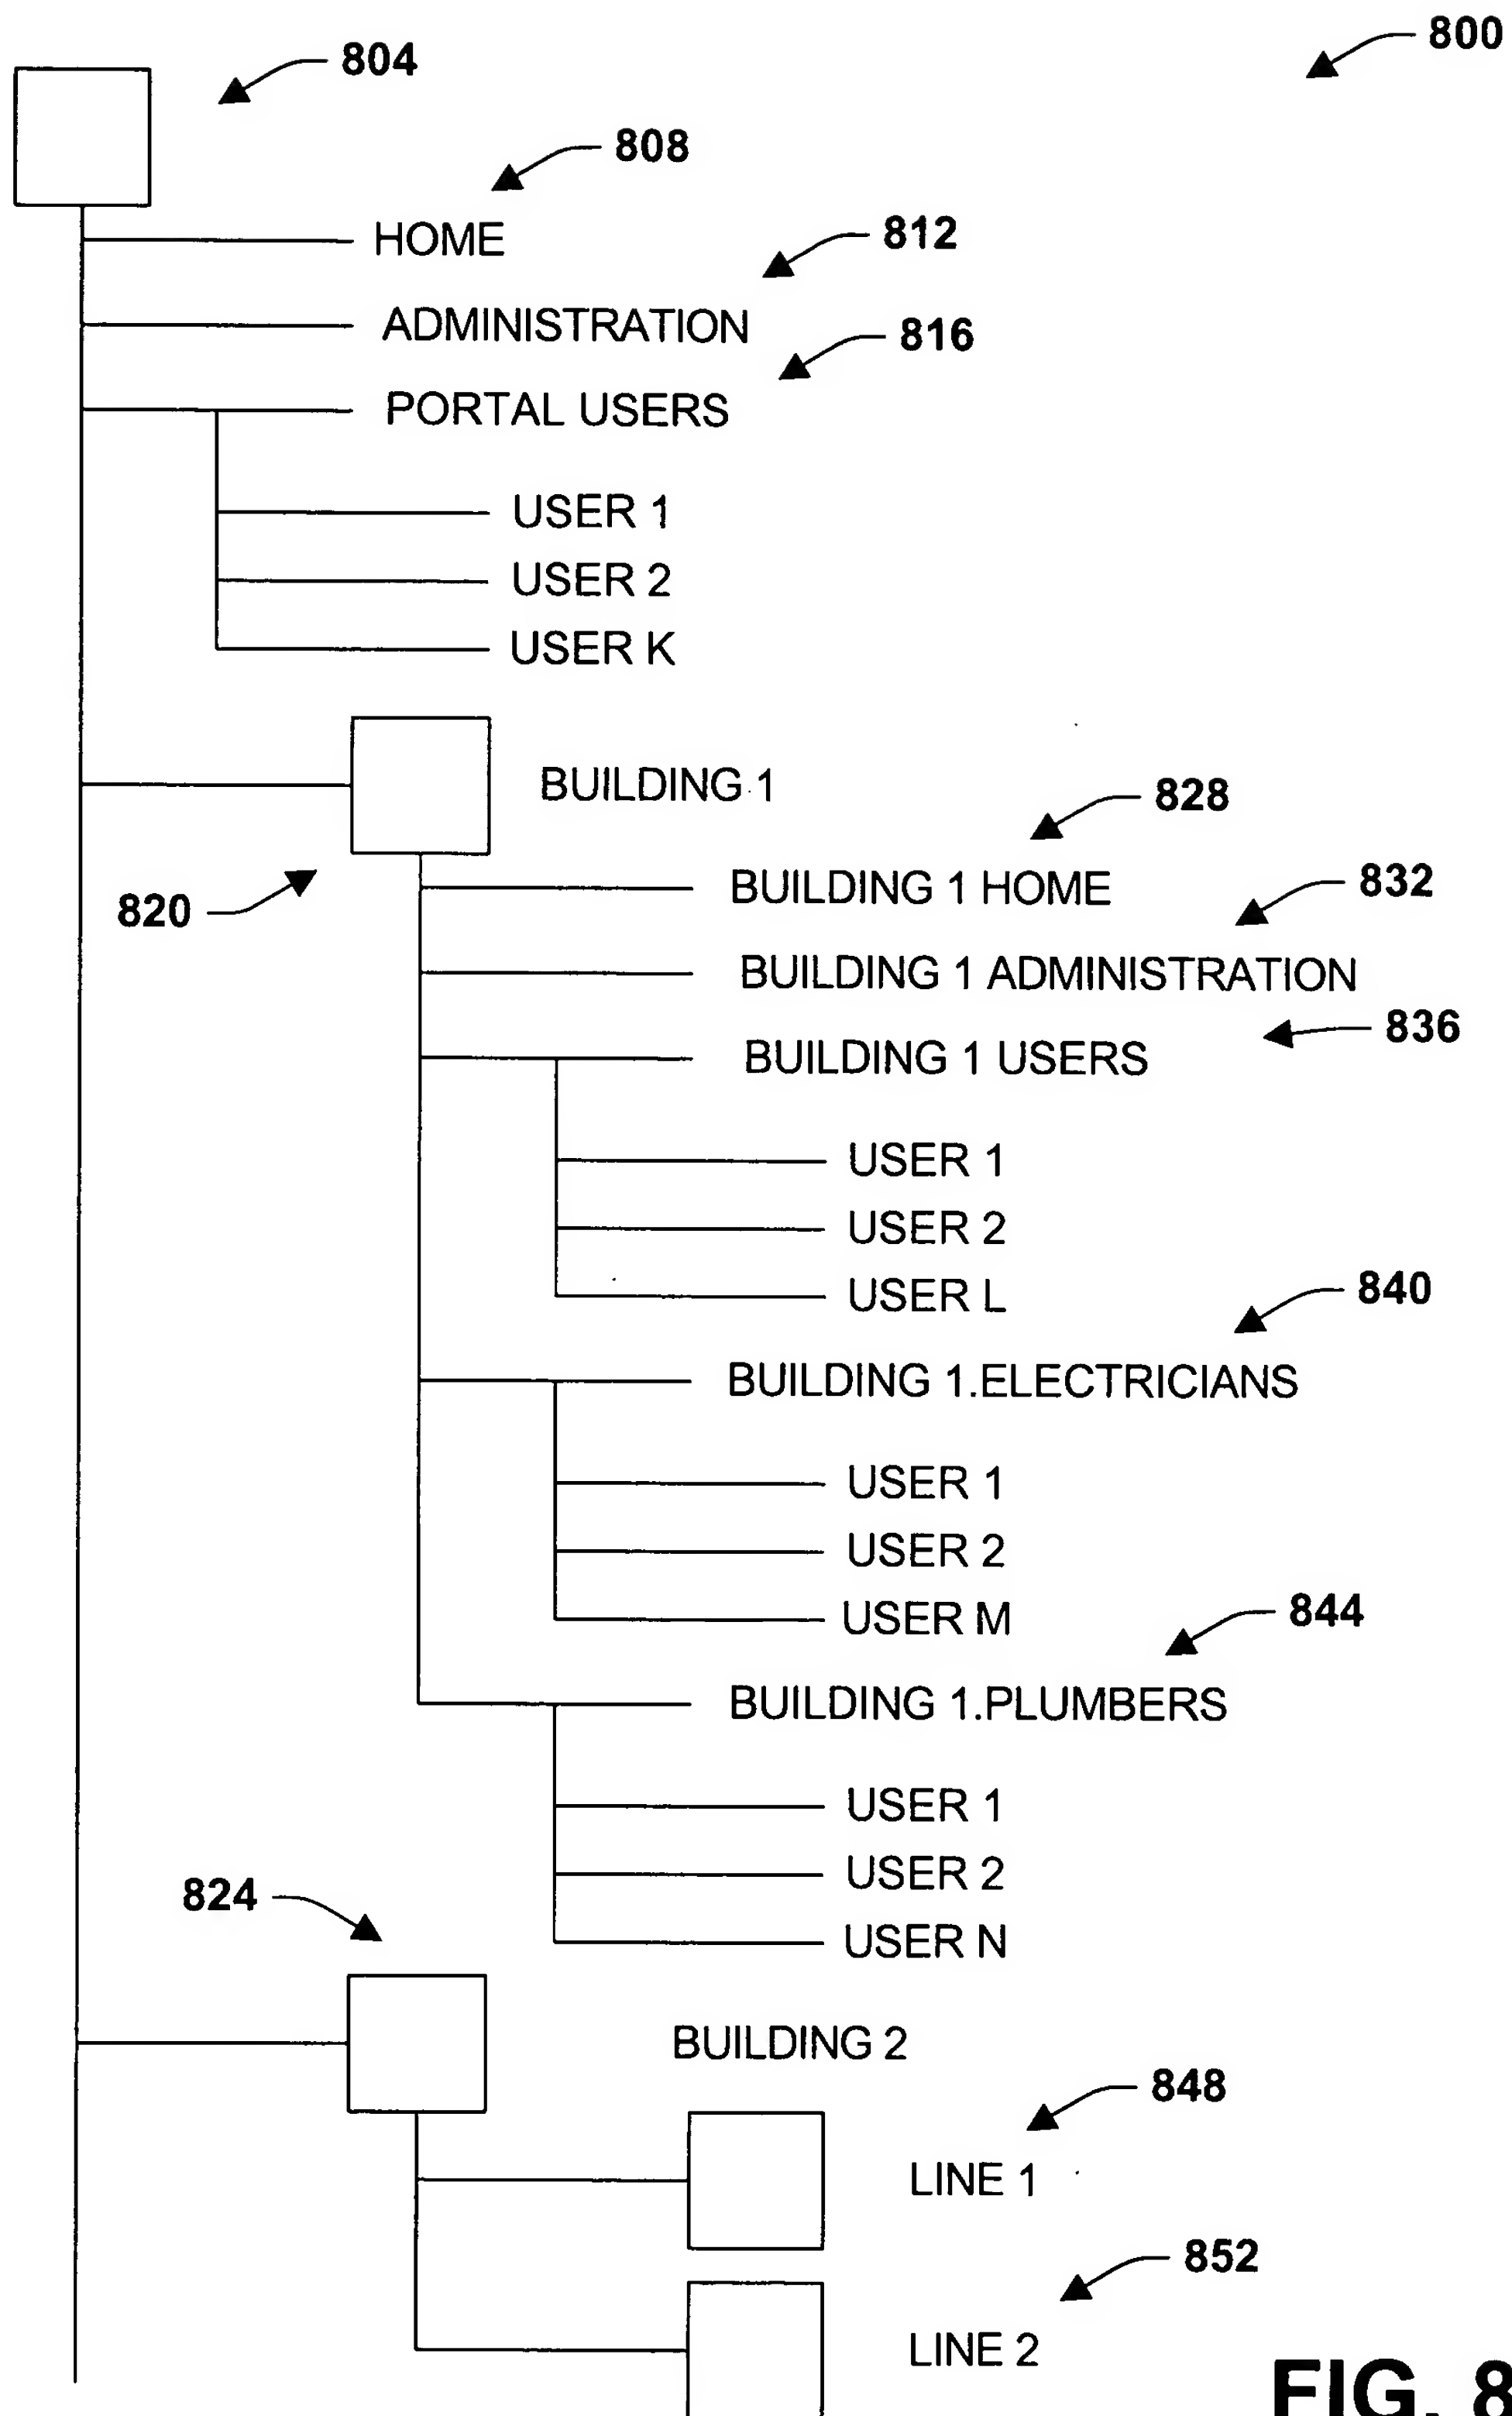 800
804
808
HOME
812
ADMINISTRATION
816
PORTAL USERS
USER 1
USER 2
USER K
BUILDING 1
820
828
BUILDING 1 HOME
832
BUILDING 1 ADMINISTRATION
836
BUILDING 1 USERS
USER 1
USER 2
USER L
840
BUILDING 1.ELECTRICIANS
USER 1
USER 2
USER M
844
BUILDING 1.PLUMBERS
USER 1
USER 2
USER N
824
BUILDING 2
848
LINE 1
852
LINE 2
FIG. 8